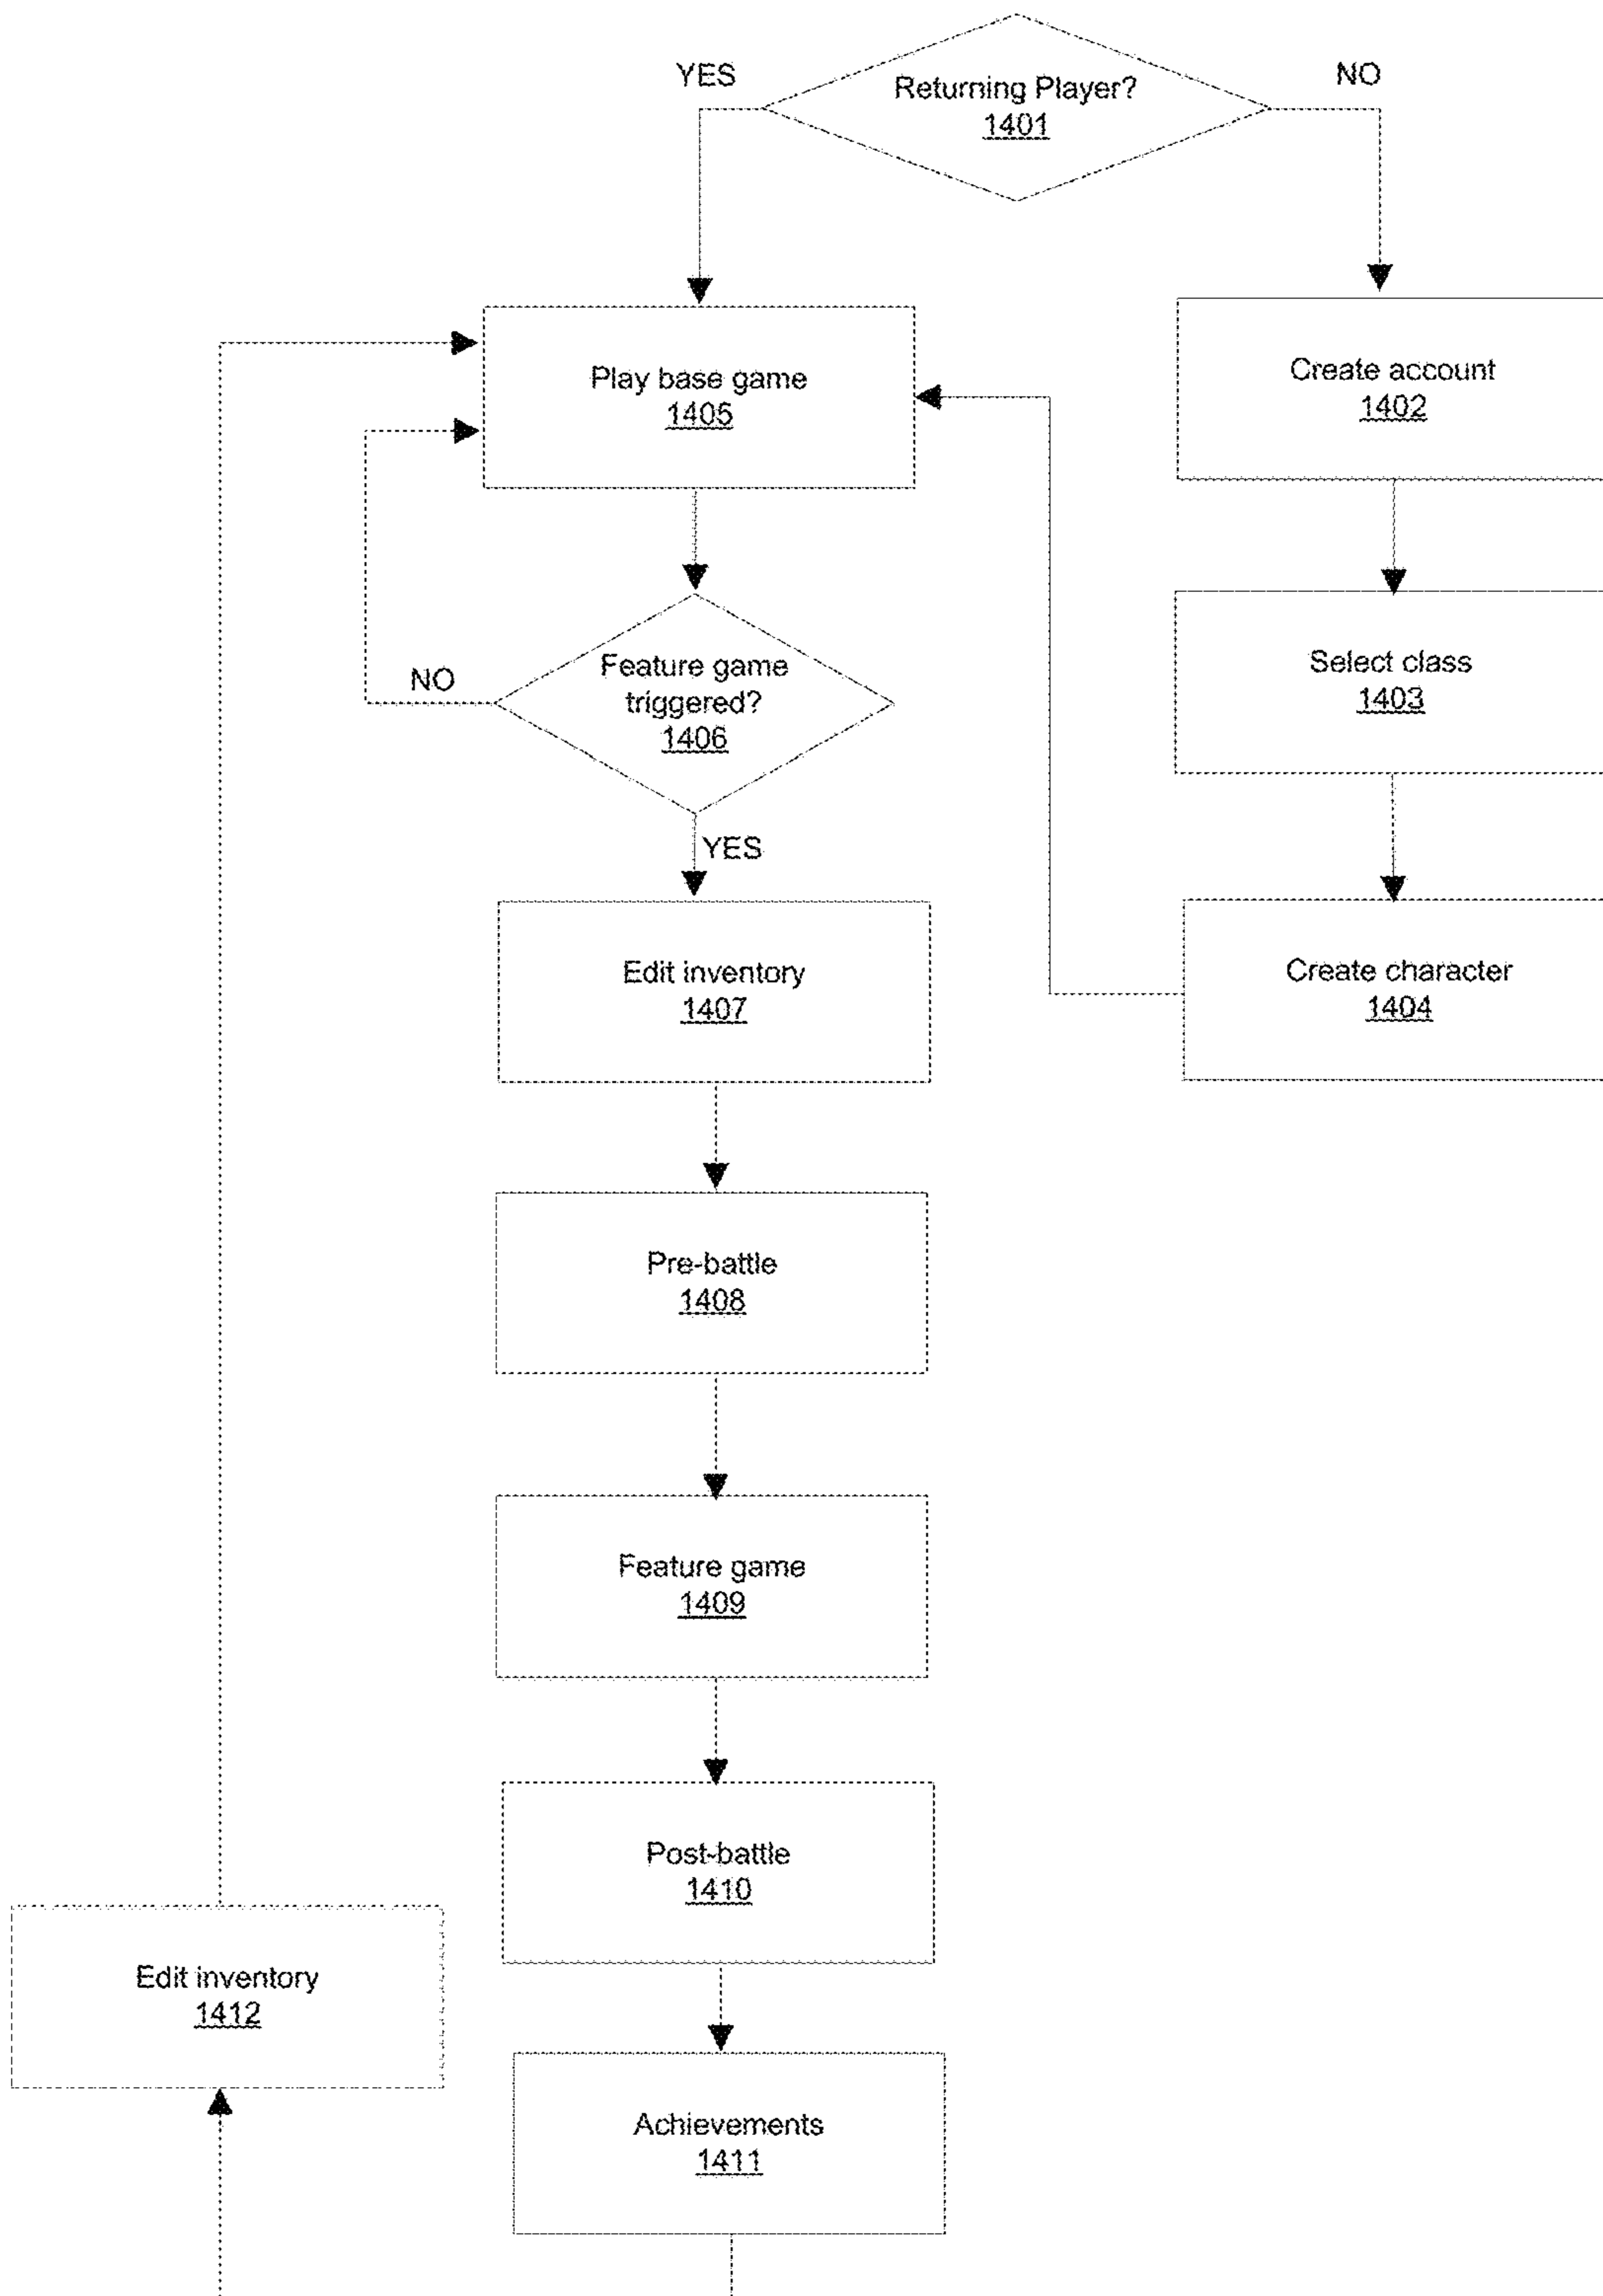 YES
Returning Player?
1401
NO
Play base game
1405
Create account
1402
Feature game
triggered?
1406
NO
YES
Select class
1403
Edit inventory
1407
Create character
1404
Pre-battle
1408
Feature game
1409
Post-battle
1410
Edit inventory
1412
Achievements
1411